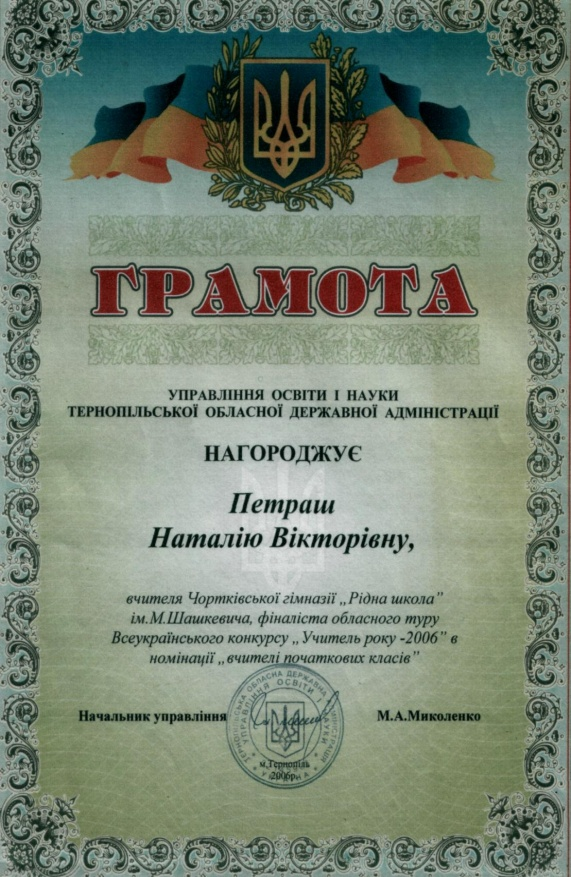 ГРАМОТА
УПРАВЛІННЯ ОСВІТИ І НАУКИ
ТЕРНОПІЛЬСЬКОЇ ОБЛАСНОЇ ДЕРЖАВНОЇ АДМІНІСТРАЦІЇ
НАГОРОДЖУЄ
Петраш
Наталію Вікторівну,
вчителя Чортківської гімназії „Рідна школа”
ім.М.Шашкевича, фіналіста обласного туру
Всеукраїнського конкурсу „Учитель року -2006” в
номінації „вчителі початкових класів”
Начальник управління М.А.Миколенко
ТЕРНОПІЛЬСЬКА ОБЛАСНА ДЕРЖАВНА АДМІНІСТРАЦІЯ
УПРАВЛІННЯ ОСВІТИ І НАУКИ
м.Тернопіль
2006р.